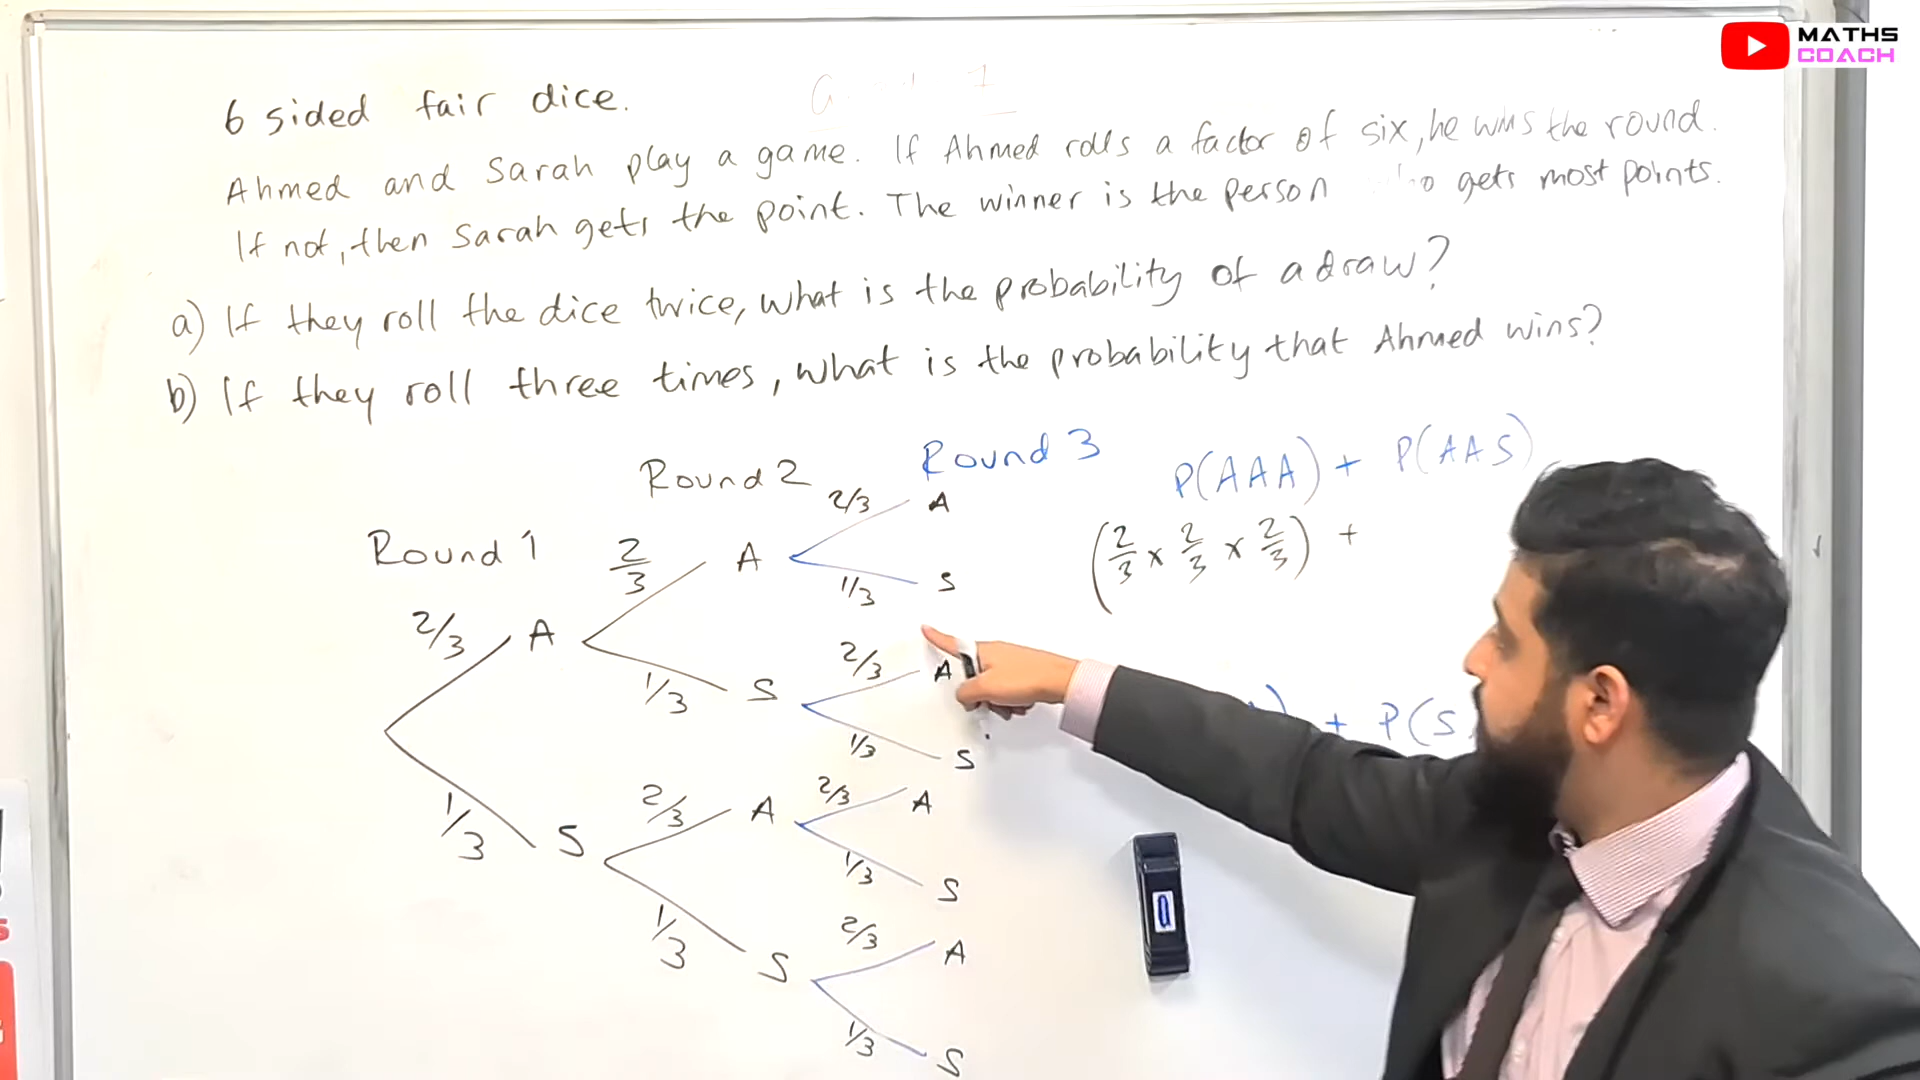 MATHS
COACH
6 sided fair dice.
Ahmed and Sarah play a game. If Ahmed rolls a factor of six, he wins the round.
If not, then Sarah gets the point. The winner is the person gets most points.
a) If they roll the dice twice, what is the probability of a draw?
b) If they roll three times, what is the probability that Ahmed wins?
Round 1
Round 2
Round 3
2/3 A
1/3 S
2/3 A
1/3 S
2/3 A
1/3 S
2/3 A
1/3 S
2/3 A
1/3 S
2/3 A
1/3 S
2/3 A
1/3 S
P(AAA) + P(AAS)
(2/3 × 2/3 × 2/3) +
) + P(S